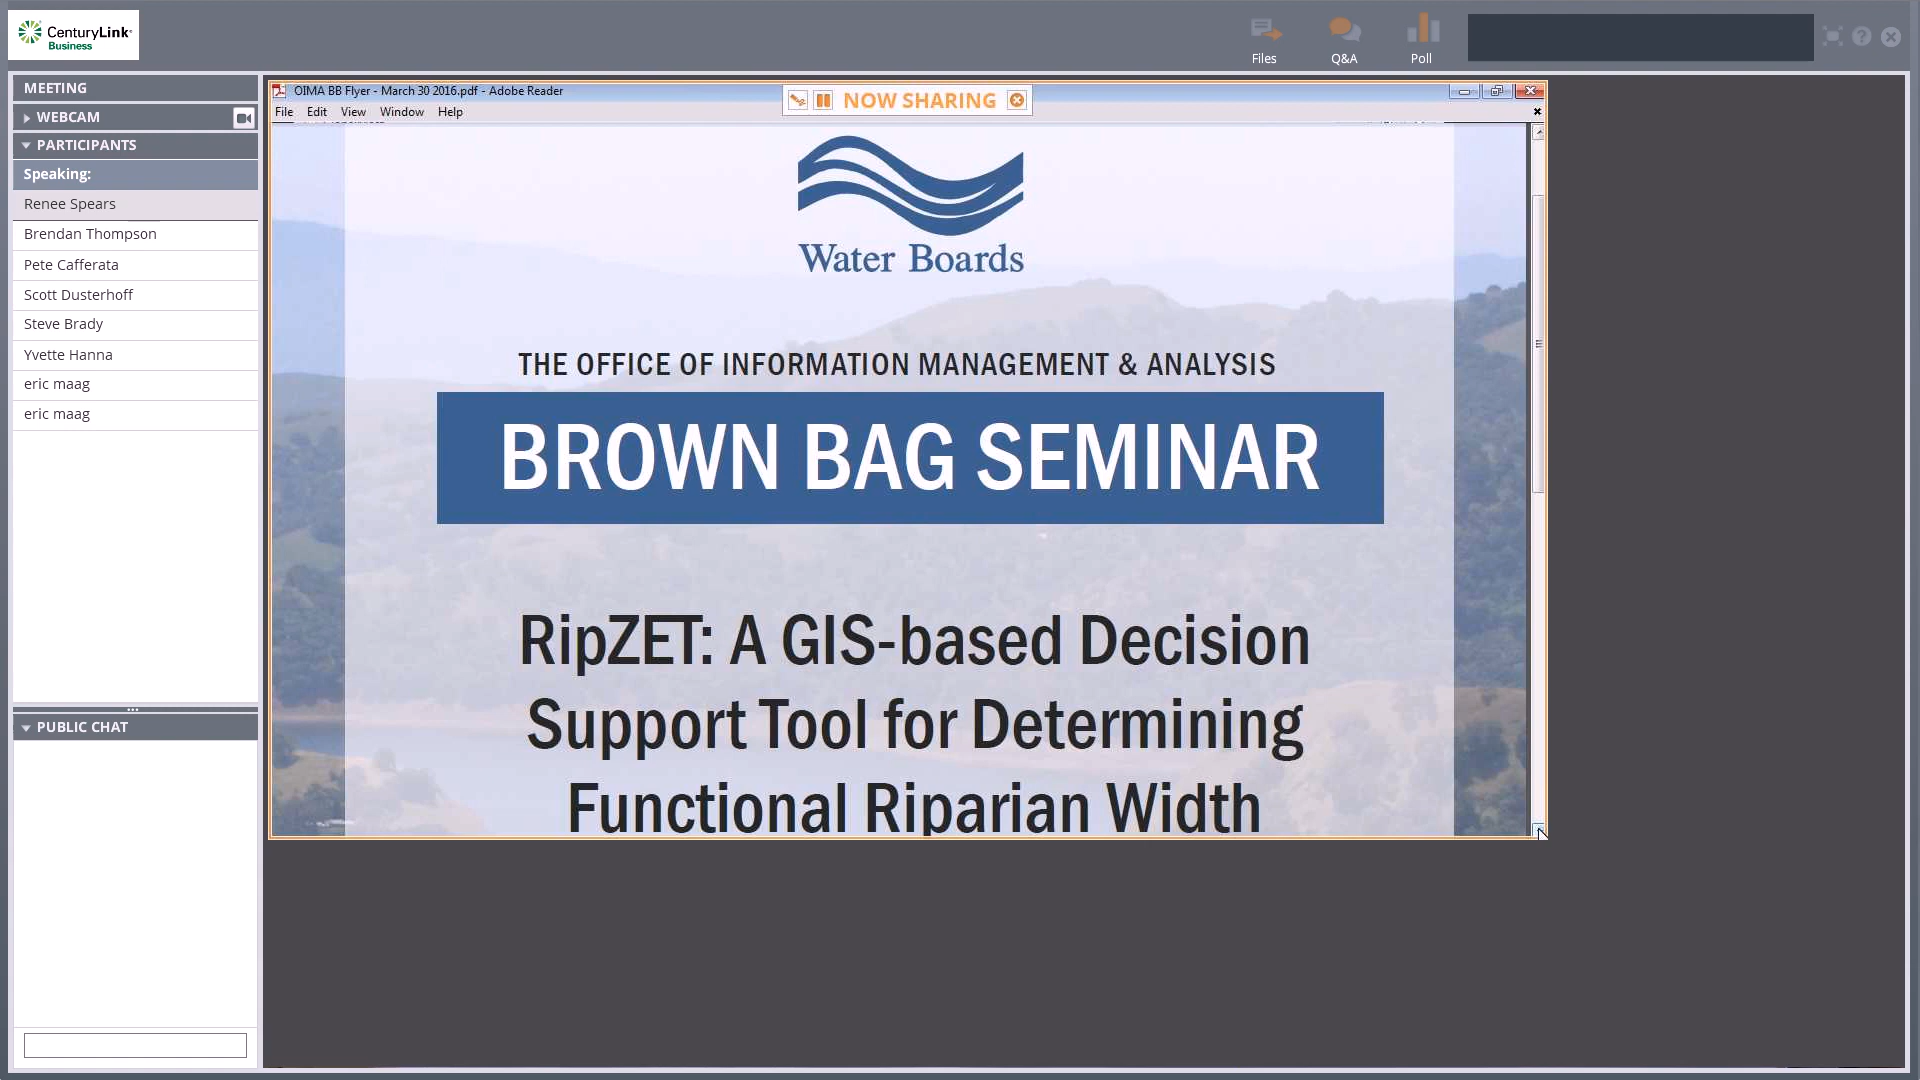 CenturyLink
Business
Files
Q&A
Poll
MEETING
WEBCAM
PARTICIPANTS
Speaking:
Renee Spears
Brendan Thompson
Pete Cafferata
Scott Dusterhoff
Steve Brady
Yvette Hanna
eric maag
eric maag
PUBLIC CHAT
OIMA BB Flyer - March 30 2016.pdf - Adobe Reader
NOW SHARING
File Edit View Window Help
Water Boards
THE OFFICE OF INFORMATION MANAGEMENT & ANALYSIS
BROWN BAG SEMINAR
RipZET: A GIS-based Decision
Support Tool for Determining
Functional Riparian Width